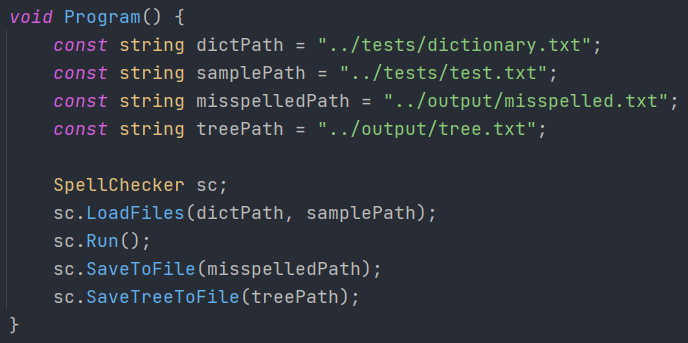 void Program() {
    const string dictPath = "../tests/dictionary.txt";
    const string samplePath = "../tests/test.txt";
    const string misspelledPath = "../output/misspelled.txt";
    const string treePath = "../output/tree.txt";

    SpellChecker sc;
    sc.LoadFiles(dictPath, samplePath);
    sc.Run();
    sc.SaveToFile(misspelledPath);
    sc.SaveTreeToFile(treePath);
}